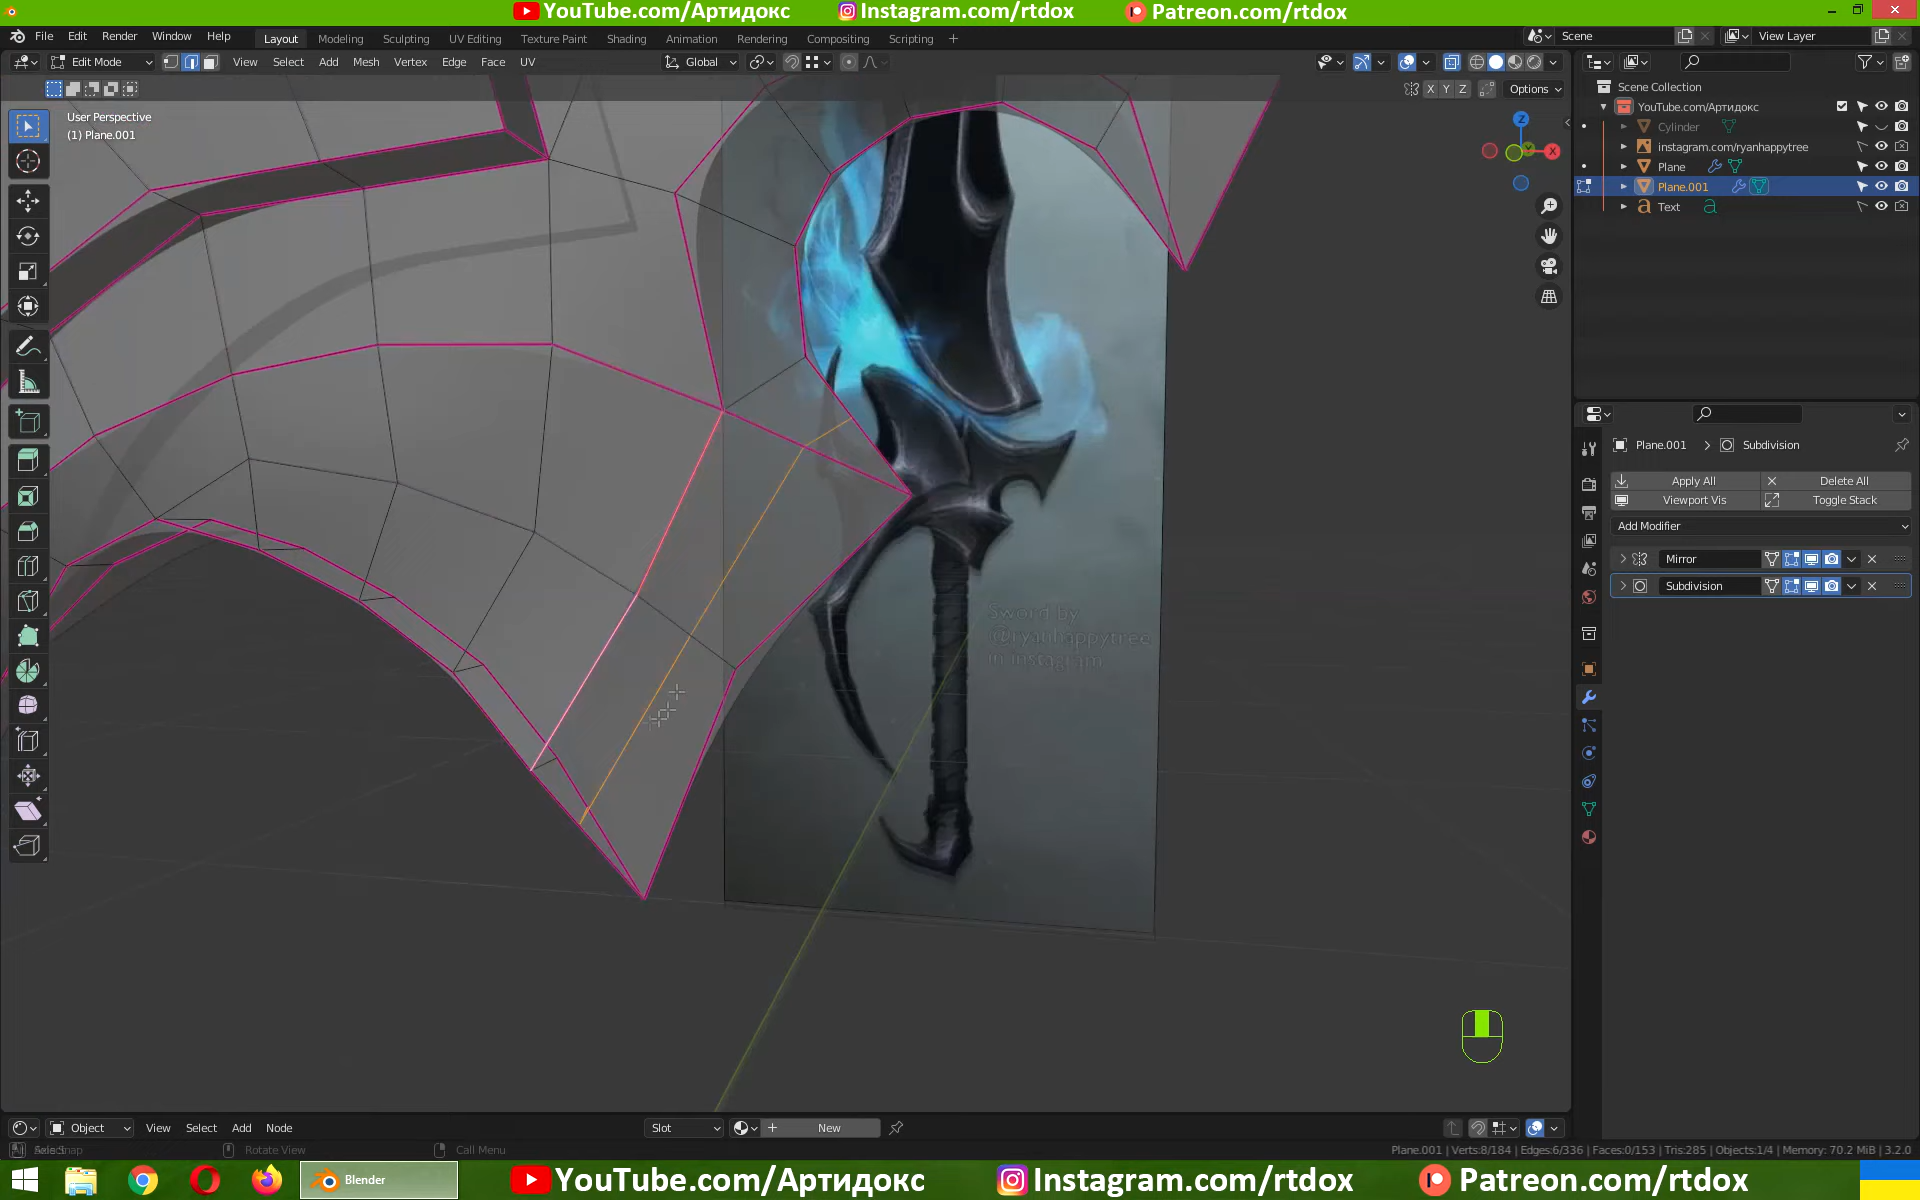 YouTube.com/Артидокс Instagram.com/rtdox Patreon.com/rtdox
File Edit Render Window Help Layout Modeling Sculpting UV Editing Texture Paint Shading Animation Rendering Compositing Scripting Scene View Layer
Edit Mode View Select Add Mesh Vertex Edge Face UV Global
X Y Z Options
User Perspective
(1) Plane.001
Z
X
Scene Collection
YouTube.com/Артидокс
Cylinder
instagram.com/ryanhappytree
Plane
Plane.001
Text
Plane.001 Subdivision
Apply All Delete All
Viewport Vis Toggle Stack
Add Modifier
Mirror
Subdivision
Sword by
@ryanhappytree
in instagram
Object View Select Add Node Slot New
Rotate View Call Menu Plane.001 | Verts:8/184 | Edges:6/336 | Faces:0/153 | Tris:285 | Objects:1/4 | Memory: 70.2 MiB | 3.2.0
Blender YouTube.com/Артидокс Instagram.com/rtdox Patreon.com/rtdox